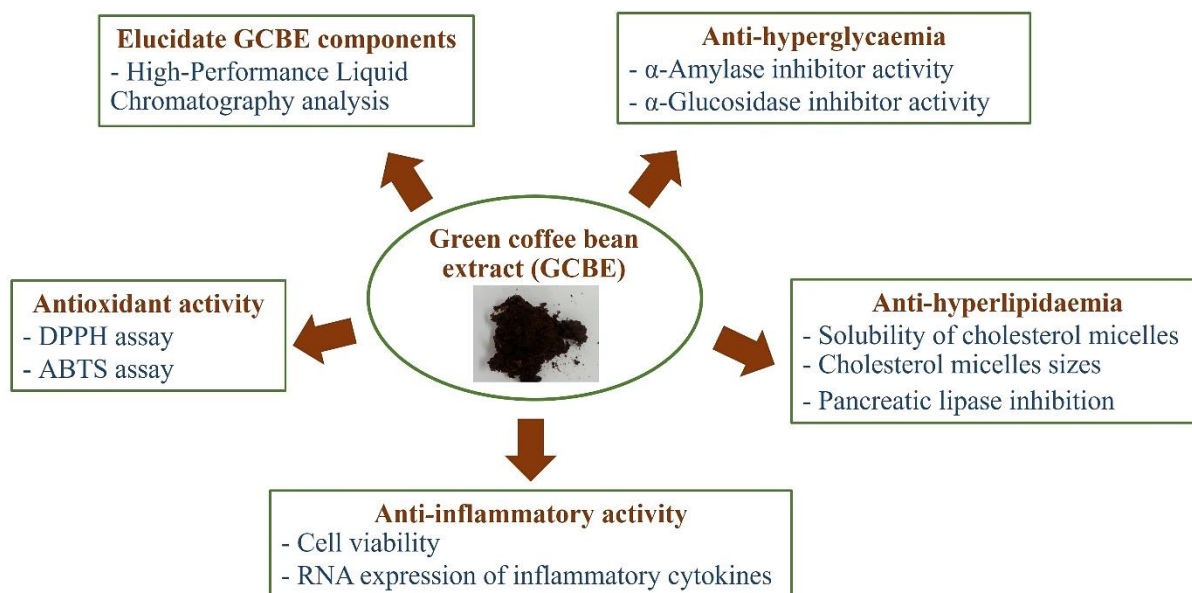 Elucidate GCBE components
- High-Performance Liquid
Chromatography analysis
Anti-hyperglycaemia
- α-Amylase inhibitor activity
- α-Glucosidase inhibitor activity
Green coffee bean
extract (GCBE)
Antioxidant activity
- DPPH assay
- ABTS assay
Anti-hyperlipidaemia
- Solubility of cholesterol micelles
- Cholesterol micelles sizes
- Pancreatic lipase inhibition
Anti-inflammatory activity
- Cell viability
- RNA expression of inflammatory cytokines